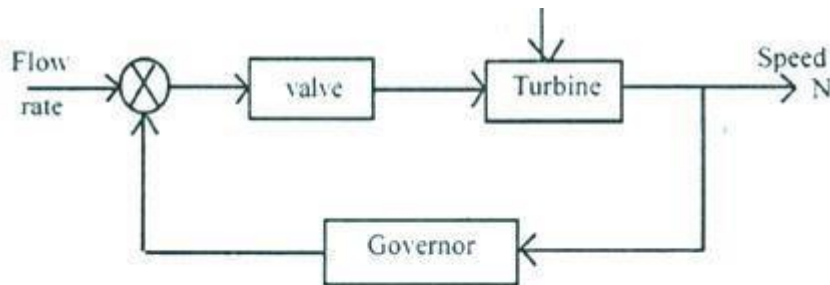 Flow
rate
valve
Turbine
Speed
N
Governor